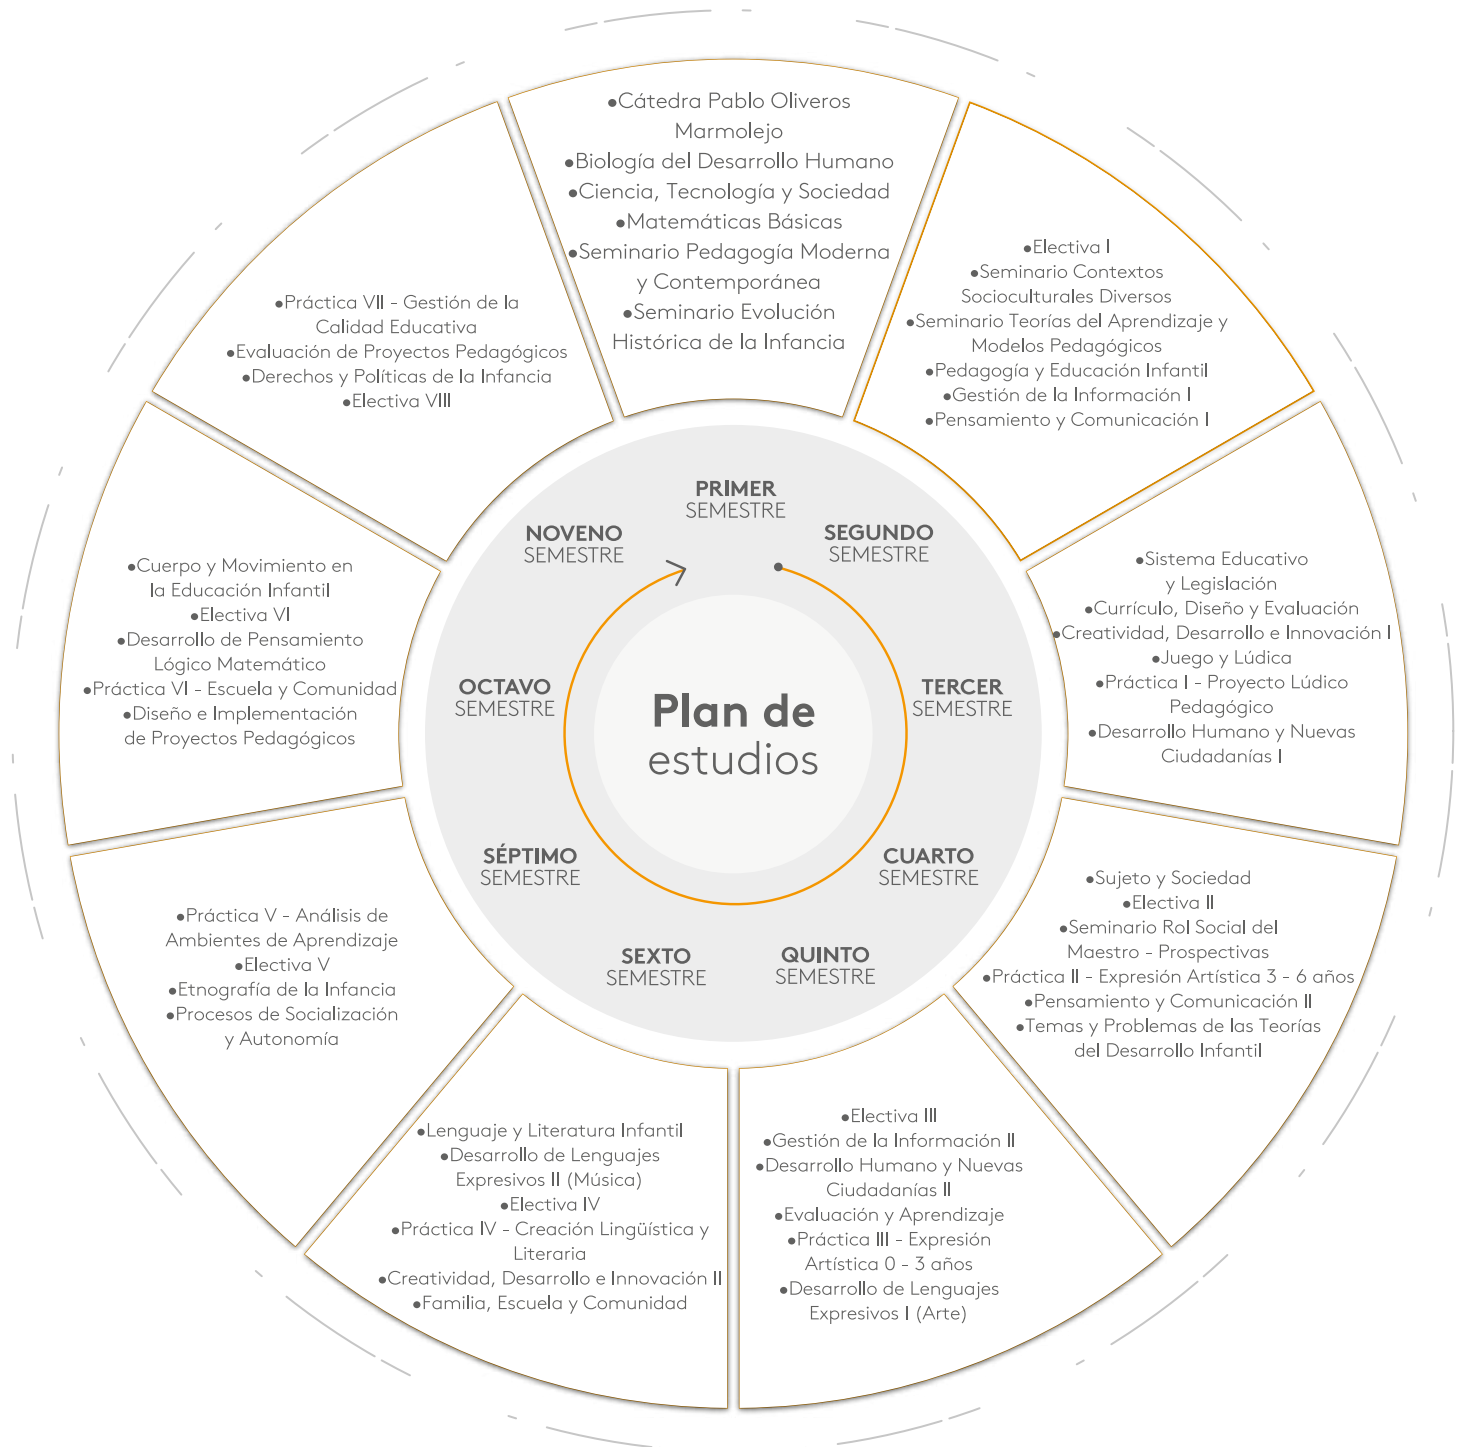 Plan de
estudios
PRIMER
SEMESTRE
•Cátedra Pablo Oliveros
Marmolejo
•Biología del Desarrollo Humano
•Ciencia, Tecnología y Sociedad
•Matemáticas Básicas
•Seminario Pedagogía Moderna
y Contemporánea
•Seminario Evolución
Histórica de la Infancia
SEGUNDO
SEMESTRE
•Electiva I
•Seminario Contextos
Socioculturales Diversos
•Seminario Teorías del Aprendizaje y
Modelos Pedagógicos
•Pedagogía y Educación Infantil
•Gestión de la Información I
•Pensamiento y Comunicación I
TERCER
SEMESTRE
•Sistema Educativo
y Legislación
•Currículo, Diseño y Evaluación
•Creatividad, Desarrollo e Innovación I
•Juego y Lúdica
•Práctica I - Proyecto Lúdico
Pedagógico
•Desarrollo Humano y Nuevas
Ciudadanías I
CUARTO
SEMESTRE
•Sujeto y Sociedad
•Electiva II
•Seminario Rol Social del
Maestro - Prospectivas
•Práctica II - Expresión Artística 3 - 6 años
•Pensamiento y Comunicación II
•Temas y Problemas de las Teorías
del Desarrollo Infantil
QUINTO
SEMESTRE
•Electiva III
•Gestión de la Información II
•Desarrollo Humano y Nuevas
Ciudadanías II
•Evaluación y Aprendizaje
•Práctica III - Expresión
Artística 0 - 3 años
•Desarrollo de Lenguajes
Expresivos I (Arte)
SEXTO
SEMESTRE
•Lenguaje y Literatura Infantil
•Desarrollo de Lenguajes
Expresivos II (Música)
•Electiva IV
•Práctica IV - Creación Lingüística y
Literaria
•Creatividad, Desarrollo e Innovación II
•Familia, Escuela y Comunidad
SÉPTIMO
SEMESTRE
•Práctica V - Análisis de
Ambientes de Aprendizaje
•Electiva V
•Etnografía de la Infancia
•Procesos de Socialización
y Autonomía
OCTAVO
SEMESTRE
•Cuerpo y Movimiento en
la Educación Infantil
•Electiva VI
•Desarrollo de Pensamiento
Lógico Matemático
•Práctica VI - Escuela y Comunidad
•Diseño e Implementación
de Proyectos Pedagógicos
NOVENO
SEMESTRE
•Práctica VII - Gestión de la
Calidad Educativa
•Evaluación de Proyectos Pedagógicos
•Derechos y Políticas de la Infancia
•Electiva VIII